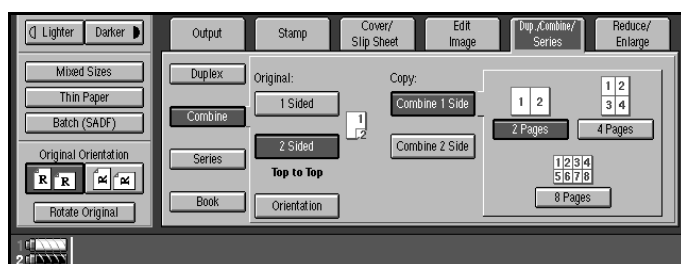 Lighter
Darker
Mixed Sizes
Thin Paper
Batch (SADF)
Original Orientation
R R R R
Rotate Original
Output
Stamp
Cover/
Slip Sheet
Edit
Image
Dup./Combine/
Series
Reduce/
Enlarge
Duplex
Combine
Series
Book
Original:
1 Sided
2 Sided
Top to Top
Orientation
1
2
Copy:
Combine 1 Side
Combine 2 Side
1 2
2 Pages
1 2
3 4
4 Pages
1 2 3 4
5 6 7 8
8 Pages
1
2